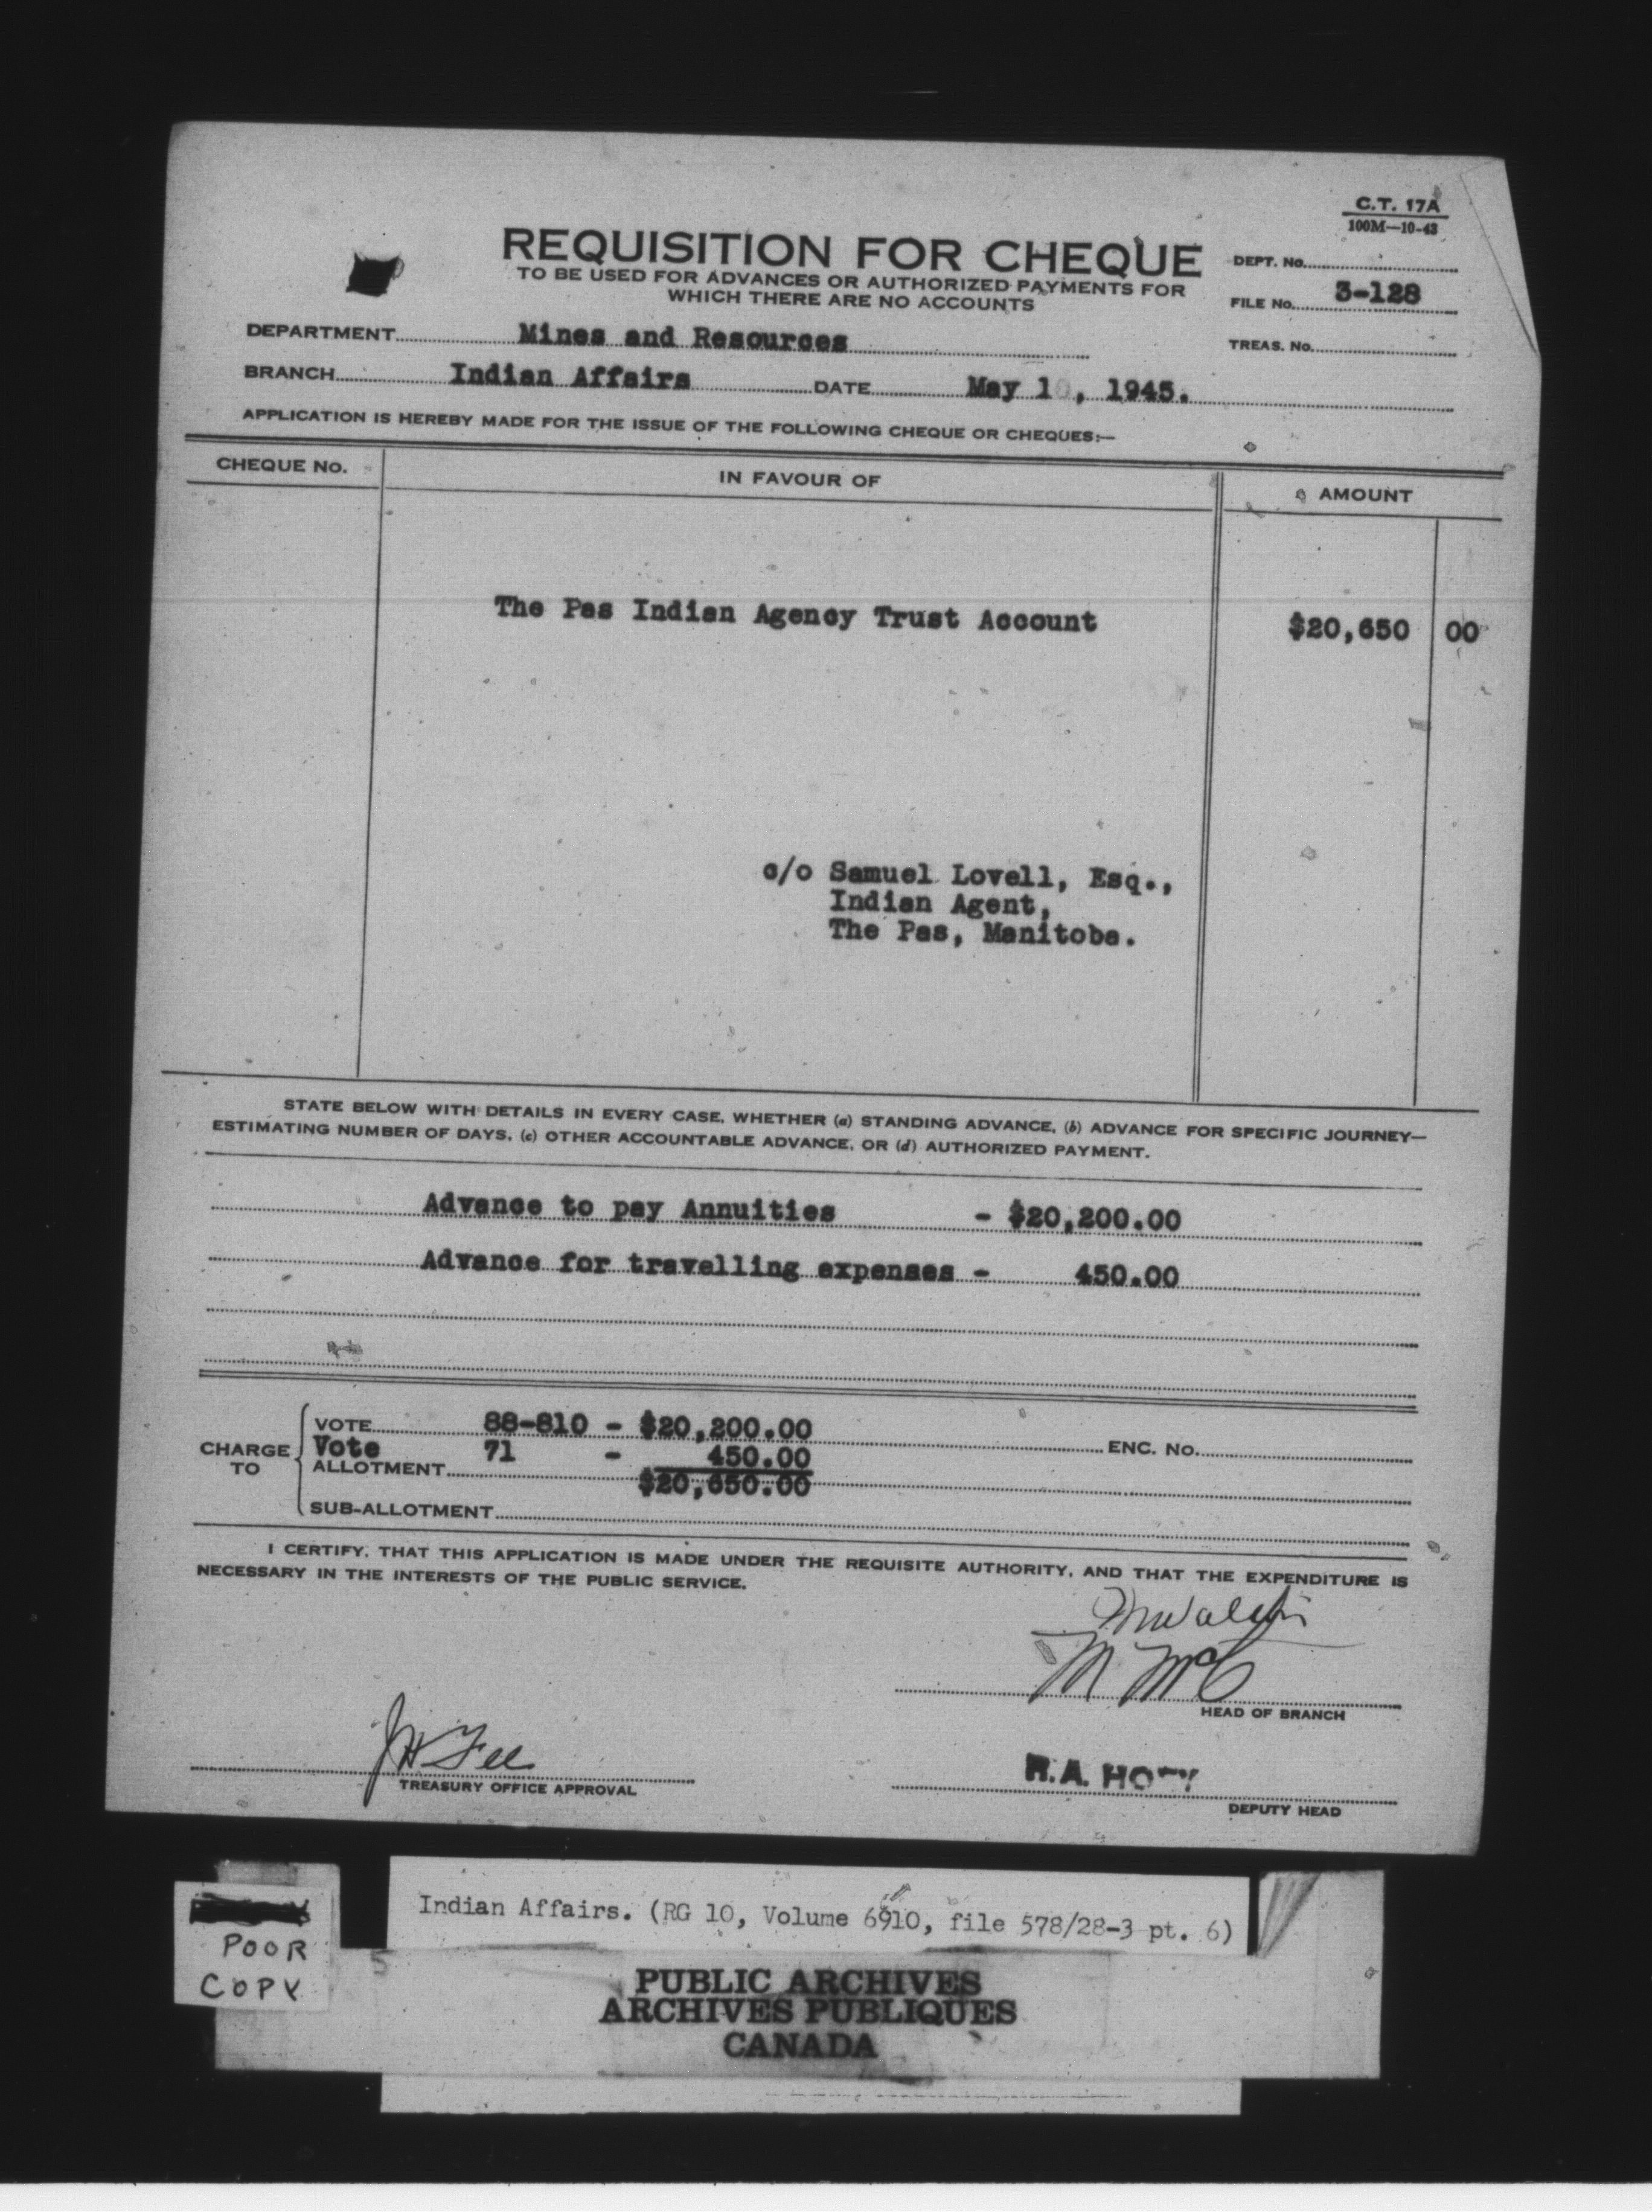 C.T. 17A
100M—10-43
REQUISITION FOR CHEQUE
TO BE USED FOR ADVANCES OR AUTHORIZED PAYMENTS FOR
WHICH THERE ARE NO ACCOUNTS
DEPT. No.
FILE No. 3-128
TREAS. No.
DEPARTMENT Mines and Resources
BRANCH Indian Affairs DATE May 10, 1945.
APPLICATION IS HEREBY MADE FOR THE ISSUE OF THE FOLLOWING CHEQUE OR CHEQUES:—
CHEQUE No. IN FAVOUR OF AMOUNT
The Pas Indian Agency Trust Account $20,650 00
c/o Samuel Lovell, Esq.,
Indian Agent,
The Pas, Manitoba.
STATE BELOW WITH DETAILS IN EVERY CASE, WHETHER (a) STANDING ADVANCE, (b) ADVANCE FOR SPECIFIC JOURNEY—
ESTIMATING NUMBER OF DAYS, (c) OTHER ACCOUNTABLE ADVANCE, OR (d) AUTHORIZED PAYMENT.
Advance to pay Annuities - $20,200.00
Advance for travelling expenses - 450.00
CHARGE TO
VOTE 88-810 - $20,200.00 ENC. No.
Vote 71 - 450.00
ALLOTMENT $20,650.00
SUB-ALLOTMENT
I CERTIFY, THAT THIS APPLICATION IS MADE UNDER THE REQUISITE AUTHORITY, AND THAT THE EXPENDITURE IS
NECESSARY IN THE INTERESTS OF THE PUBLIC SERVICE.
HEAD OF BRANCH
JH Fee
TREASURY OFFICE APPROVAL
R.A. HOEY
DEPUTY HEAD
POOR
COPY
Indian Affairs. (RG 10, Volume 6910, file 578/28-3 pt. 6)
PUBLIC ARCHIVES
ARCHIVES PUBLIQUES
CANADA